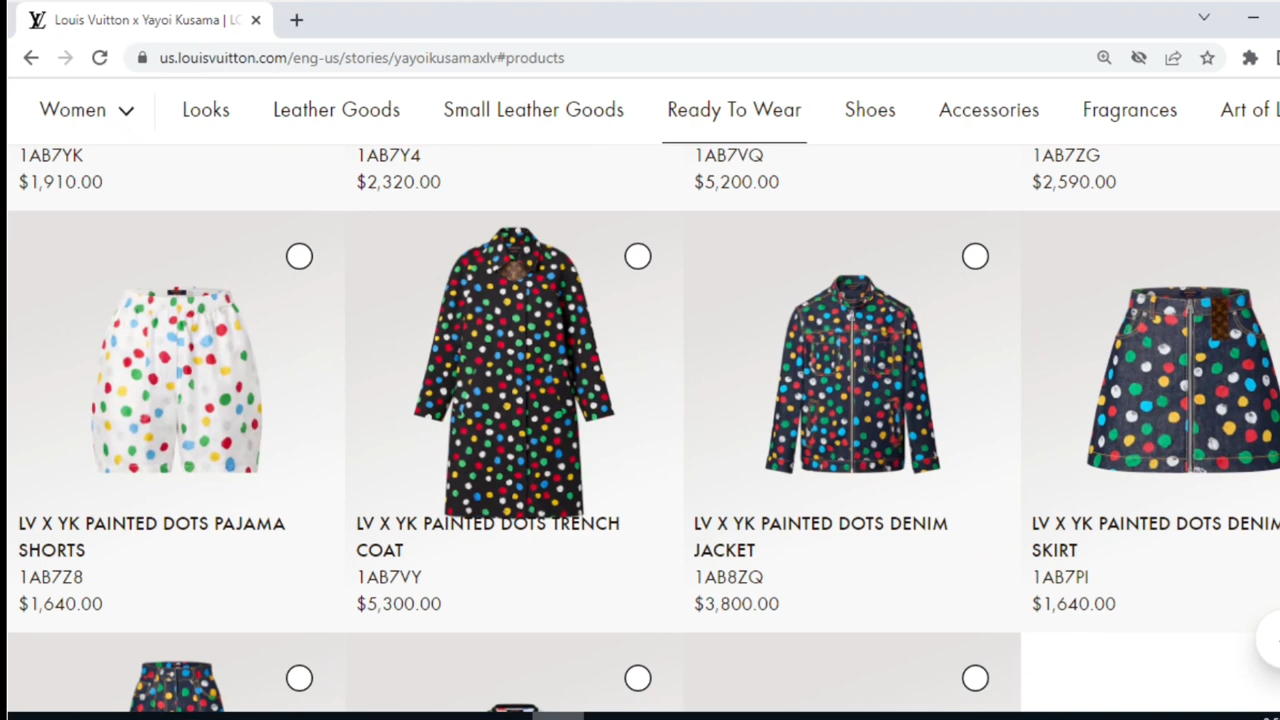 Louis Vuitton x Yayoi Kusama | LO
us.louisvuitton.com/eng-us/stories/yayoikusamaxlv#products
Women Looks Leather Goods Small Leather Goods Ready To Wear Shoes Accessories Fragrances Art of L
1AB7YK 1AB7Y4 1AB7VQ 1AB7ZG
$1,910.00 $2,320.00 $5,200.00 $2,590.00
LV X YK PAINTED DOTS PAJAMA
SHORTS
1AB7Z8
$1,640.00
LV X YK PAINTED DOTS TRENCH
COAT
1AB7VY
$5,300.00
LV X YK PAINTED DOTS DENIM
JACKET
1AB8ZQ
$3,800.00
LV X YK PAINTED DOTS DENIM
SKIRT
1AB7PI
$1,640.00